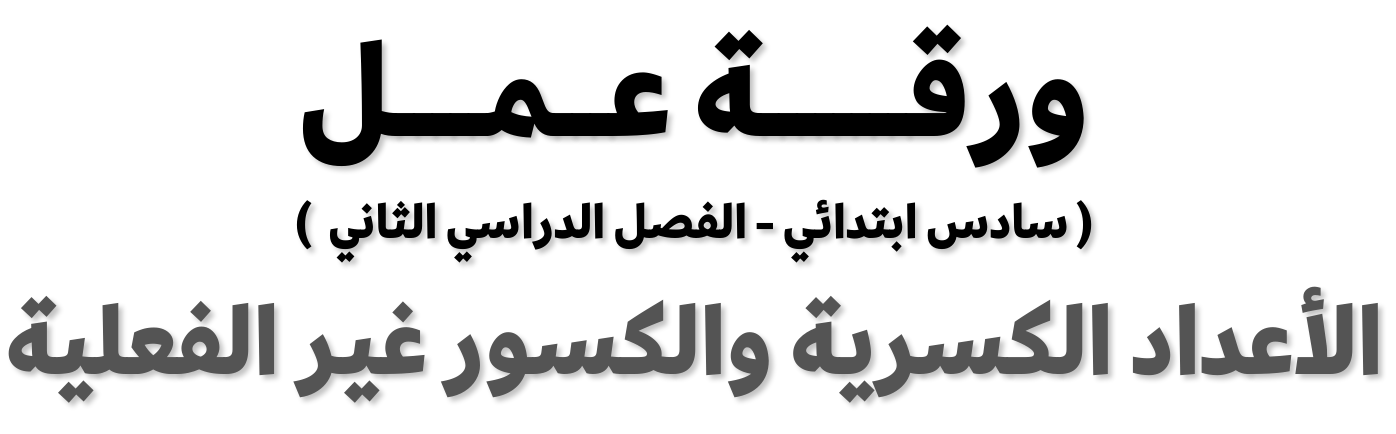 ورقة عمل
( سادس ابتدائي - الفصل الدراسي الثاني )
الأعداد الكسرية والكسور غير الفعلية